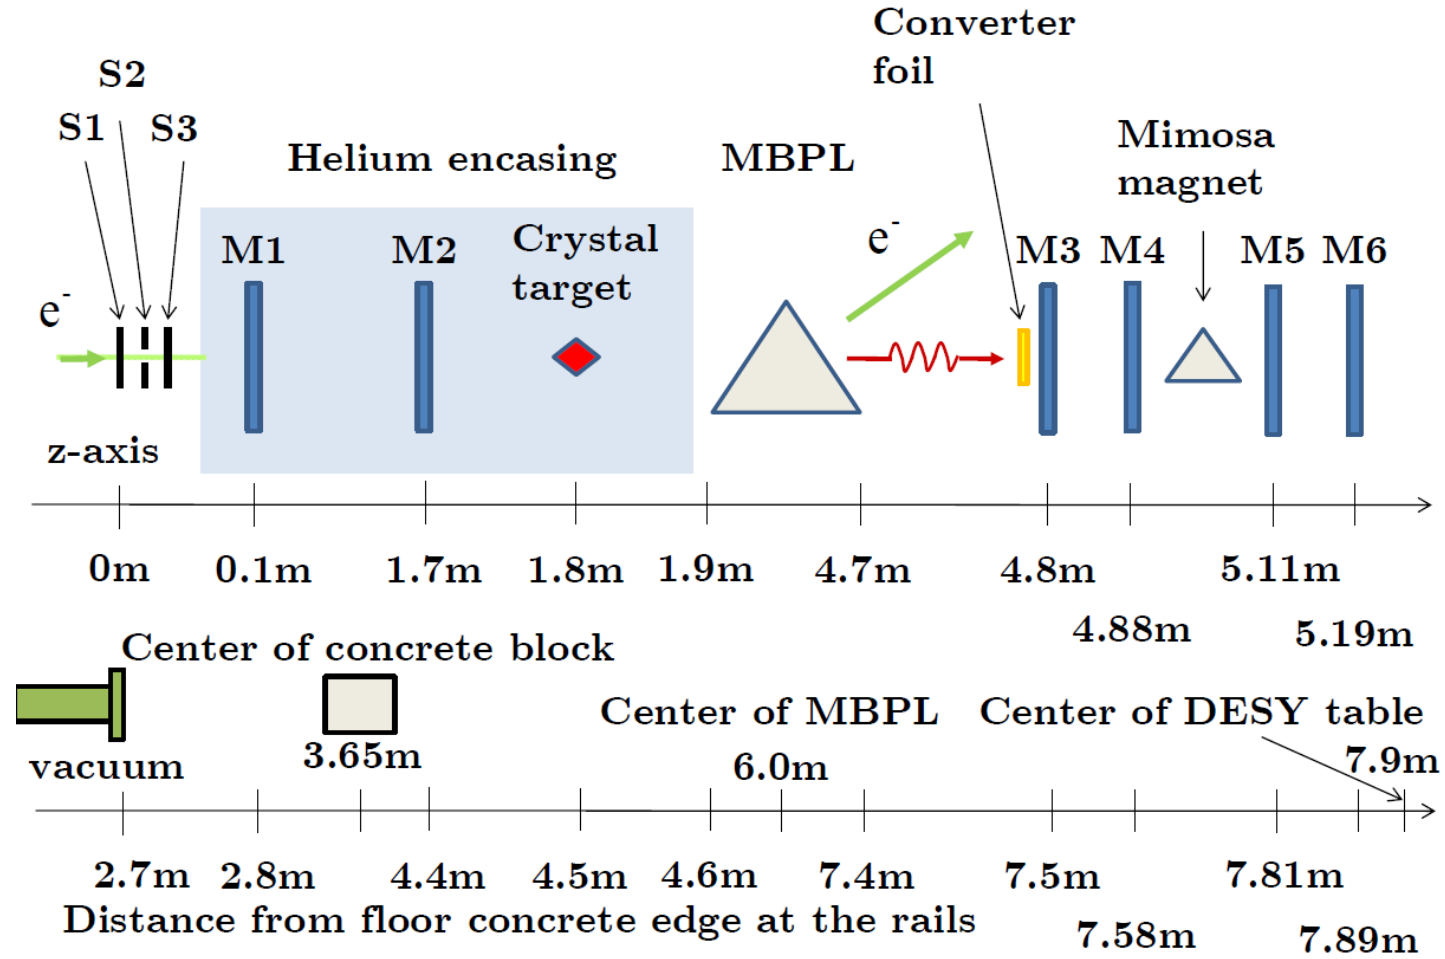 Converter
foil
S2
S1
S3
Mimosa
magnet
Helium encasing
MBPL
e-
M1
M2
Crystal
target
M3
M4
M5
M6
e-
z-axis
0m
0.1m
1.7m
1.8m
1.9m
4.7m
4.8m
5.11m
4.88m
5.19m
Center of concrete block
Center of MBPL
Center of DESY table
vacuum
3.65m
6.0m
7.9m
2.7m
2.8m
4.4m
4.5m
4.6m
7.4m
7.5m
7.81m
Distance from floor concrete edge at the rails
7.58m
7.89m